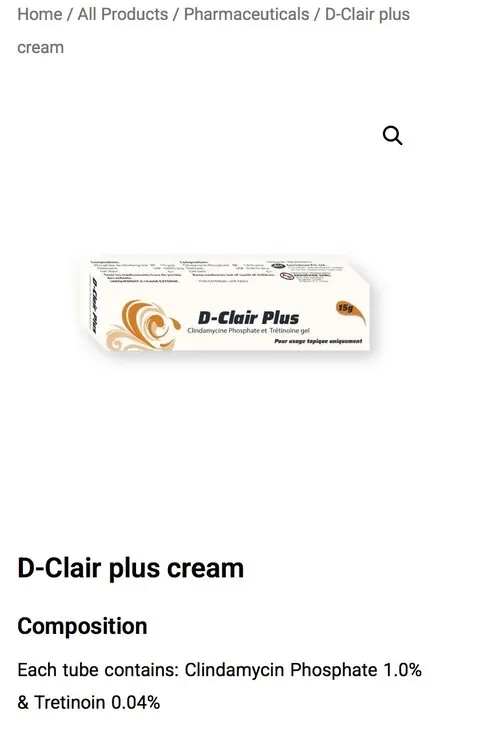 Home / All Products / Pharmaceuticals / D-Clair plus
cream
D-Clair Plus
D-Clair Plus
Clindamycine Phosphate et Trétinoïne gel
15g
Pour usage topique uniquement
D-Clair plus cream
Composition
Each tube contains: Clindamycin Phosphate 1.0%
& Tretinoin 0.04%